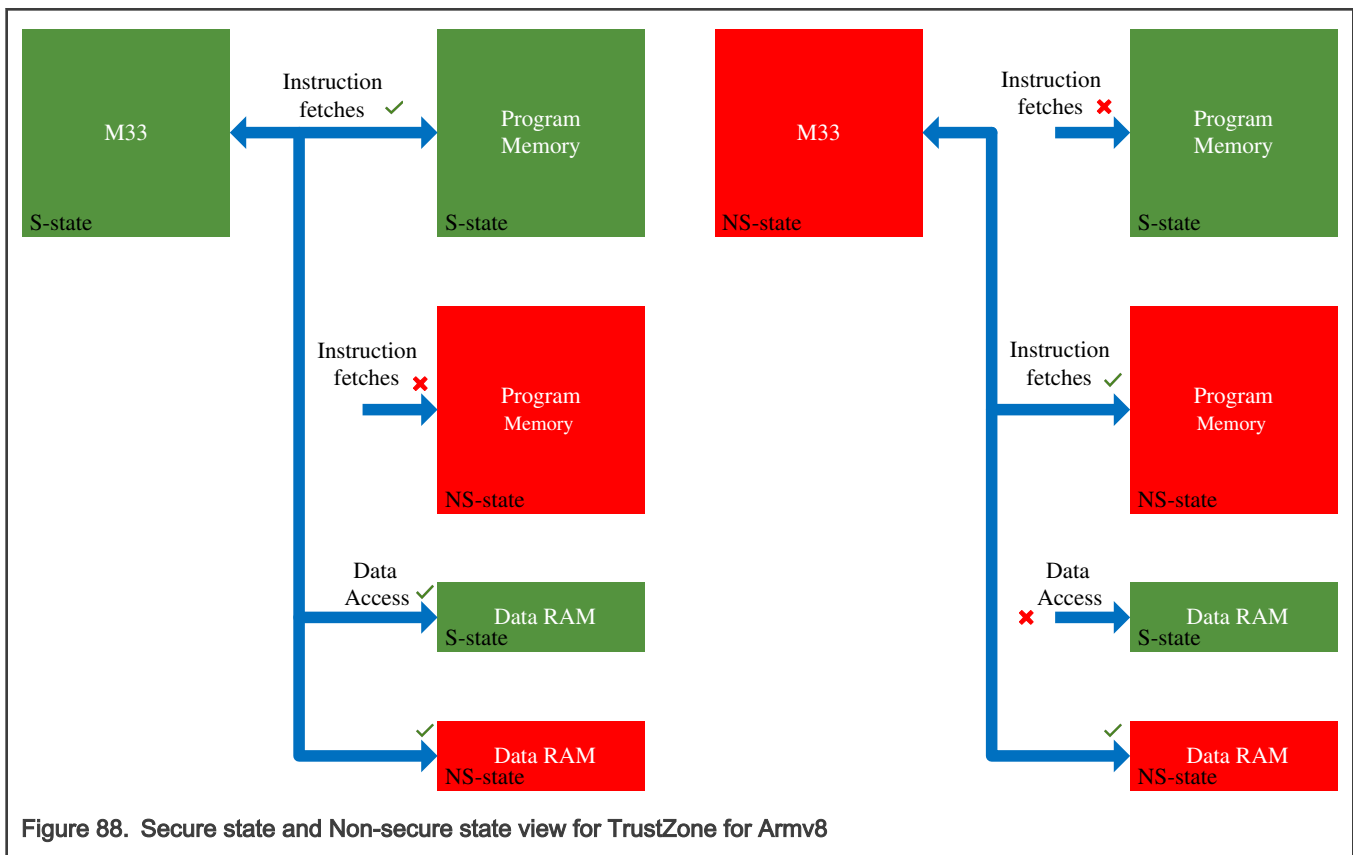 M33
S-state
Instruction
fetches
Program
Memory
S-state
Instruction
fetches
Program
Memory
NS-state
Data
Access
Data RAM
S-state
Data RAM
NS-state
M33
NS-state
Instruction
fetches
Program
Memory
S-state
Instruction
fetches
Program
Memory
NS-state
Data
Access
Data RAM
S-state
Data RAM
NS-state
Figure 88. Secure state and Non-secure state view for TrustZone for Armv8